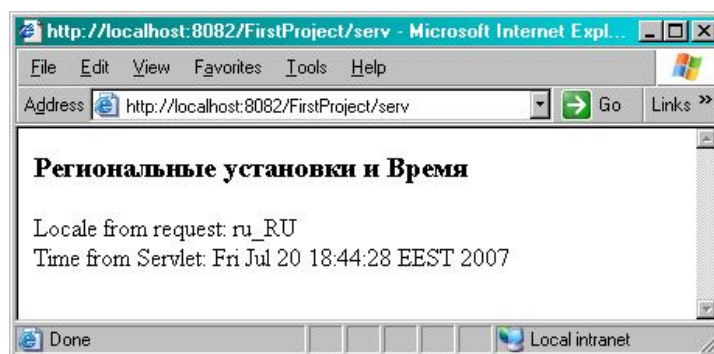 http://localhost:8082/FirstProject/serv - Microsoft Internet Expl...
File Edit View Favorites Tools Help
Address http://localhost:8082/FirstProject/serv Go Links »
Региональные установки и Время
Locale from request: ru_RU
Time from Servlet: Fri Jul 20 18:44:28 EEST 2007
Done Local intranet